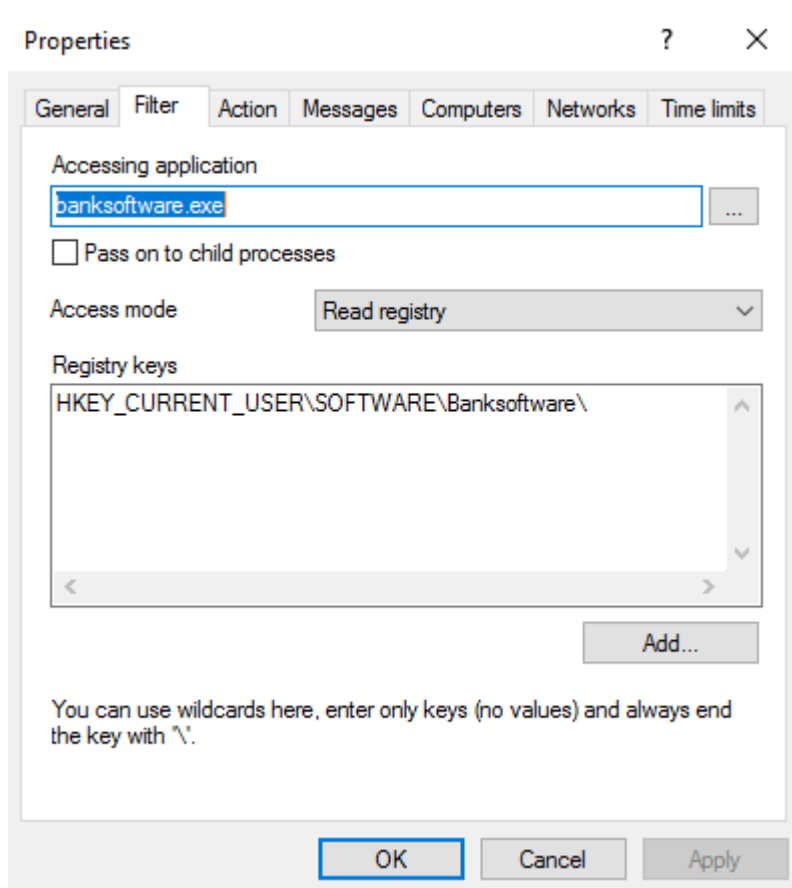 Properties
?
General Filter Action Messages Computers Networks Time limits
Accessing application
banksoftware.exe
...
Pass on to child processes
Access mode
Read registry
Registry keys
HKEY_CURRENT_USER\SOFTWARE\Banksoftware\
Add...
You can use wildcards here, enter only keys (no values) and always end
the key with '\'.
OK Cancel Apply